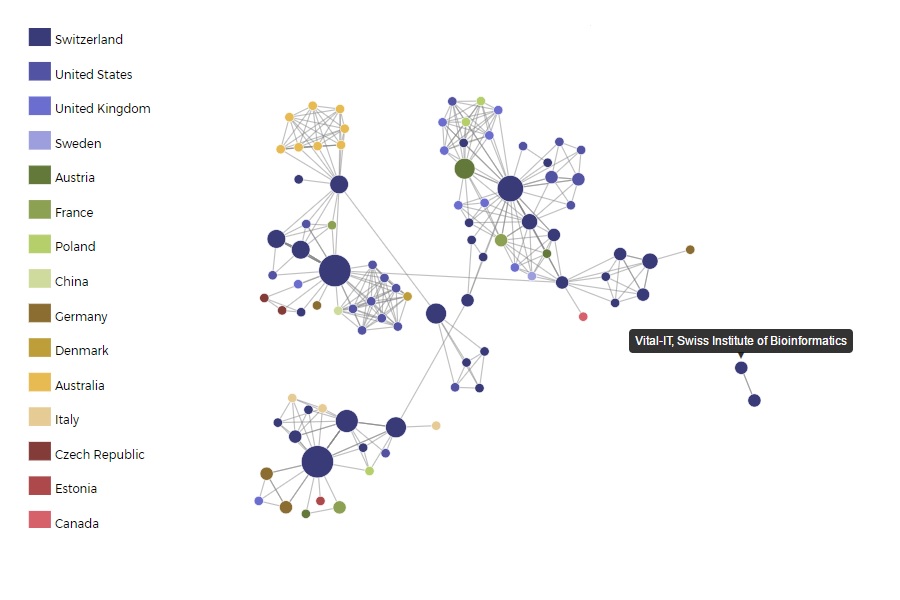 Switzerland
United States
United Kingdom
Sweden
Austria
France
Poland
China
Germany
Denmark
Australia
Italy
Czech Republic
Estonia
Canada
Vital-IT, Swiss Institute of Bioinformatics